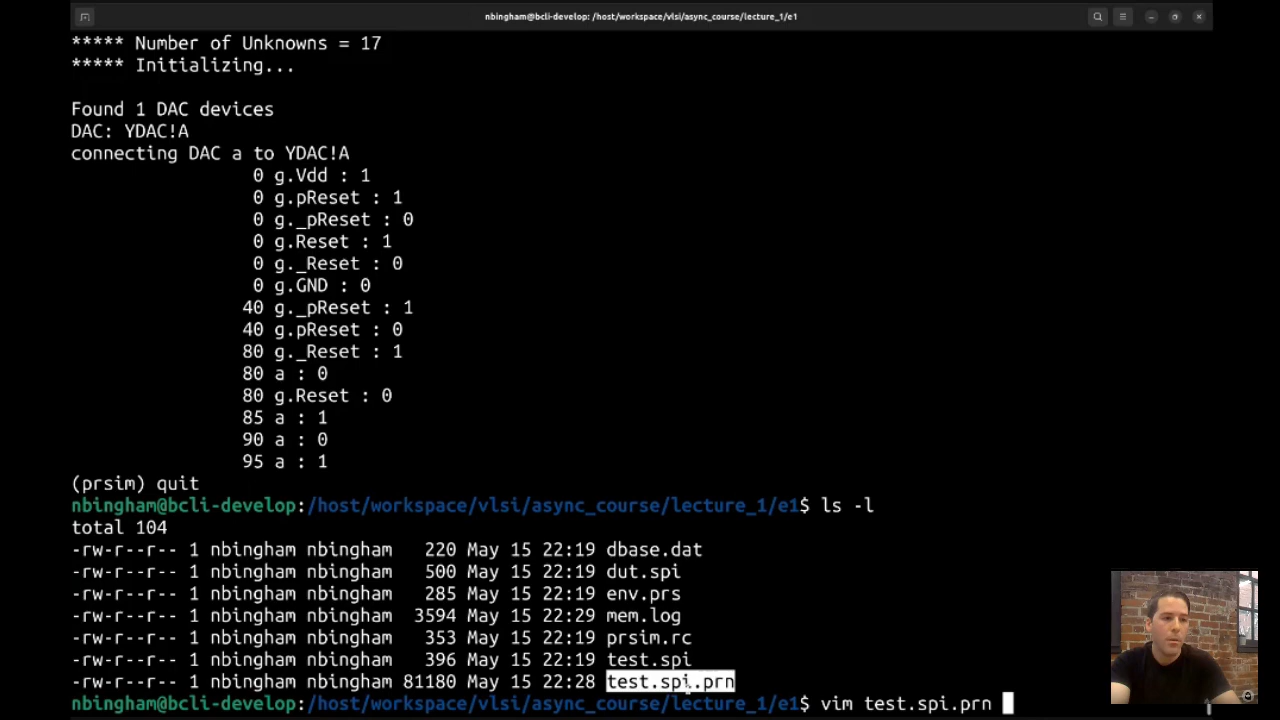 nbingham@bcli-develop: /host/workspace/vlsi/async_course/lecture_1/e1
***** Number of Unknowns = 17
***** Initializing...
Found 1 DAC devices
DAC: YDAC!A
connecting DAC a to YDAC!A
0 g.Vdd : 1
0 g.pReset : 1
0 g._pReset : 0
0 g.Reset : 1
0 g._Reset : 0
0 g.GND : 0
40 g._pReset : 1
40 g.pReset : 0
80 g._Reset : 1
80 a : 0
80 g.Reset : 0
85 a : 1
90 a : 0
95 a : 1
(prsim) quit
nbingham@bcli-develop:/host/workspace/vlsi/async_course/lecture_1/e1$ ls -l
total 104
-rw-r--r-- 1 nbingham nbingham 220 May 15 22:19 dbase.dat
-rw-r--r-- 1 nbingham nbingham 500 May 15 22:19 dut.spi
-rw-r--r-- 1 nbingham nbingham 285 May 15 22:19 env.prs
-rw-r--r-- 1 nbingham nbingham 3594 May 15 22:29 mem.log
-rw-r--r-- 1 nbingham nbingham 353 May 15 22:19 prsim.rc
-rw-r--r-- 1 nbingham nbingham 396 May 15 22:19 test.spi
-rw-r--r-- 1 nbingham nbingham 81180 May 15 22:28 test.spi.prn
nbingham@bcli-develop:/host/workspace/vlsi/async_course/lecture_1/e1$ vim test.spi.prn